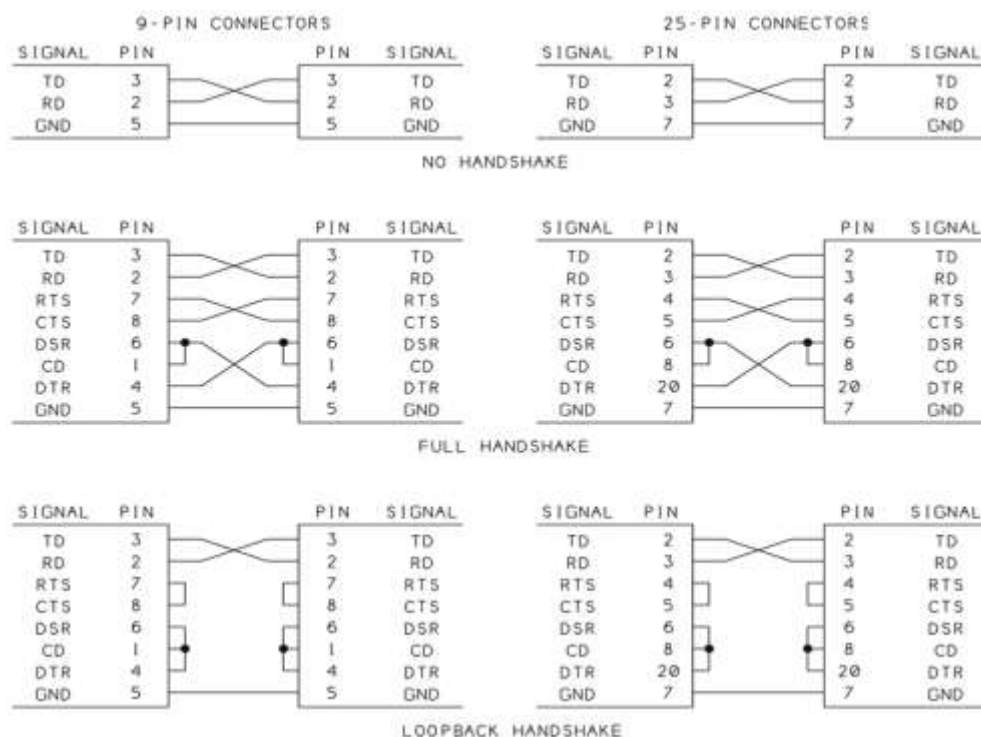 9-PIN CONNECTORS 25-PIN CONNECTORS
SIGNAL PIN PIN SIGNAL SIGNAL PIN PIN SIGNAL
TD 3 3 TD TD 2 2 TD
RD 2 2 RD RD 3 3 RD
GND 5 5 GND GND 7 7 GND
NO HANDSHAKE
SIGNAL PIN PIN SIGNAL SIGNAL PIN PIN SIGNAL
TD 3 3 TD TD 2 2 TD
RD 2 2 RD RD 3 3 RD
RTS 7 7 RTS RTS 4 4 RTS
CTS 8 8 CTS CTS 5 5 CTS
DSR 6 6 DSR DSR 6 6 DSR
CD 1 1 CD CD 8 8 CD
DTR 4 4 DTR DTR 20 20 DTR
GND 5 5 GND GND 7 7 GND
FULL HANDSHAKE
SIGNAL PIN PIN SIGNAL SIGNAL PIN PIN SIGNAL
TD 3 3 TD TD 2 2 TD
RD 2 2 RD RD 3 3 RD
RTS 7 7 RTS RTS 4 4 RTS
CTS 8 8 CTS CTS 5 5 CTS
DSR 6 6 DSR DSR 6 6 DSR
CD 1 1 CD CD 8 8 CD
DTR 4 4 DTR DTR 20 20 DTR
GND 5 5 GND GND 7 7 GND
LOOPBACK HANDSHAKE